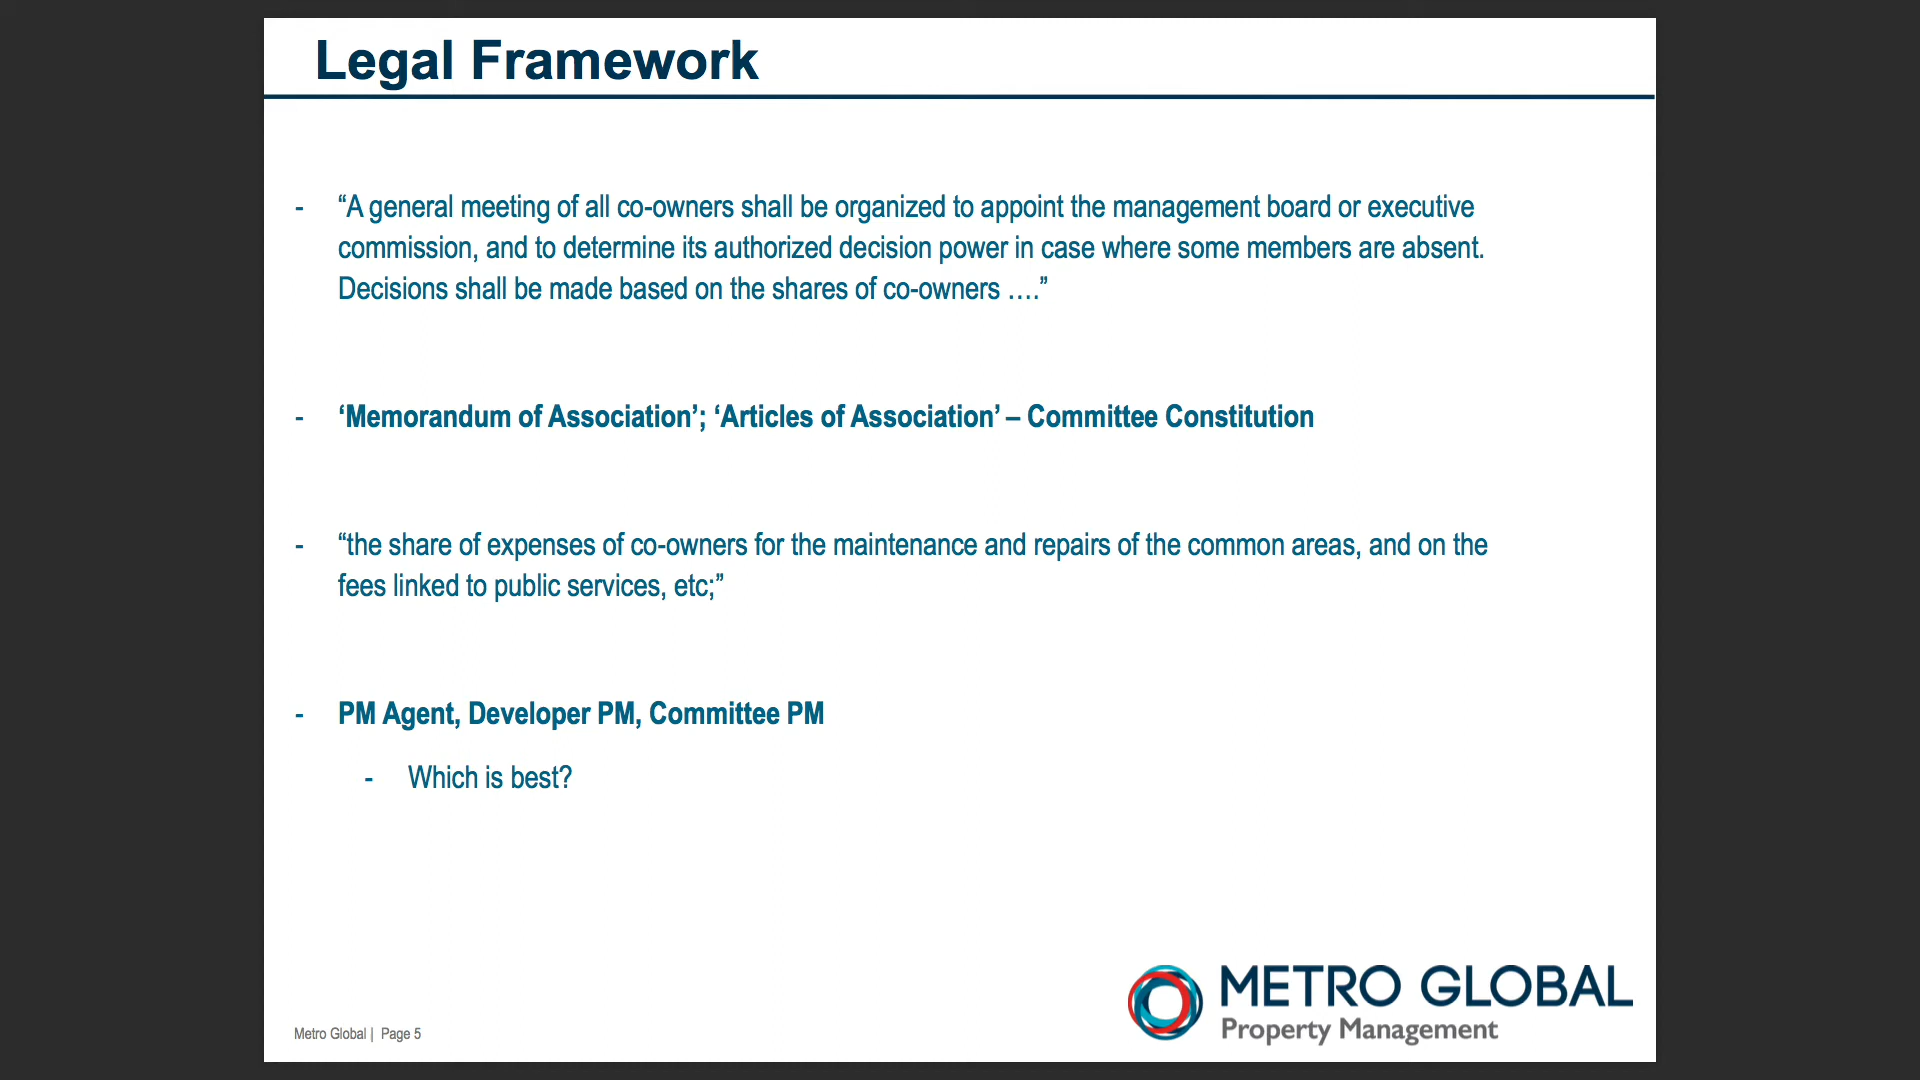 Legal Framework
- “A general meeting of all co-owners shall be organized to appoint the management board or executive
commission, and to determine its authorized decision power in case where some members are absent.
Decisions shall be made based on the shares of co-owners ….”
- ‘Memorandum of Association’; ‘Articles of Association’ – Committee Constitution
- “the share of expenses of co-owners for the maintenance and repairs of the common areas, and on the
fees linked to public services, etc;”
- PM Agent, Developer PM, Committee PM
- Which is best?
METRO GLOBAL
Property Management
Metro Global | Page 5